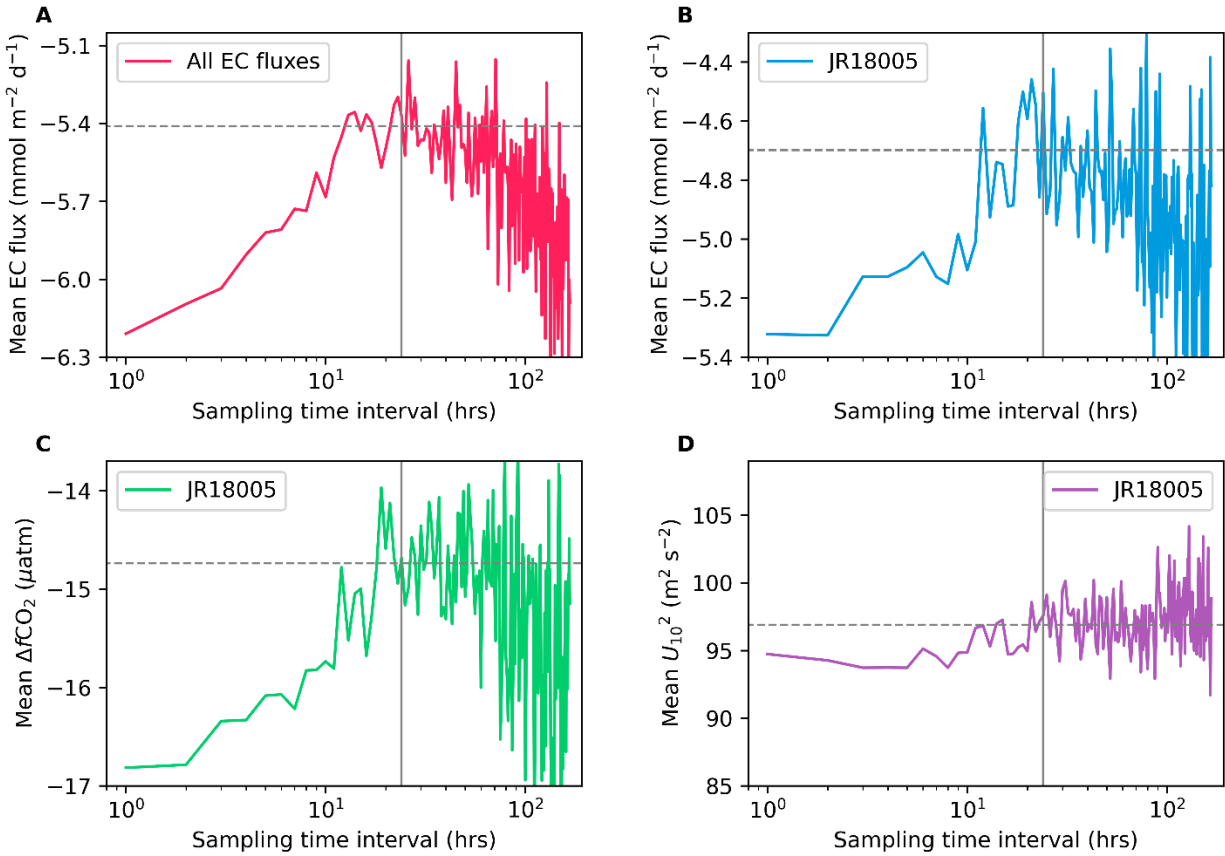 A
All EC fluxes
−5.1
−5.4
−5.7
−6.0
−6.3
Mean EC flux (mmol m⁻² d⁻¹)
10⁰
10¹
10²
Sampling time interval (hrs)
B
JR18005
−4.4
−4.6
−4.8
−5.0
−5.2
−5.4
Mean EC flux (mmol m⁻² d⁻¹)
10⁰
10¹
10²
Sampling time interval (hrs)
C
JR18005
−14
−15
−16
−17
Mean ΔfCO₂ (μatm)
10⁰
10¹
10²
Sampling time interval (hrs)
D
JR18005
105
100
95
90
85
Mean U₁₀² (m² s⁻²)
10⁰
10¹
10²
Sampling time interval (hrs)